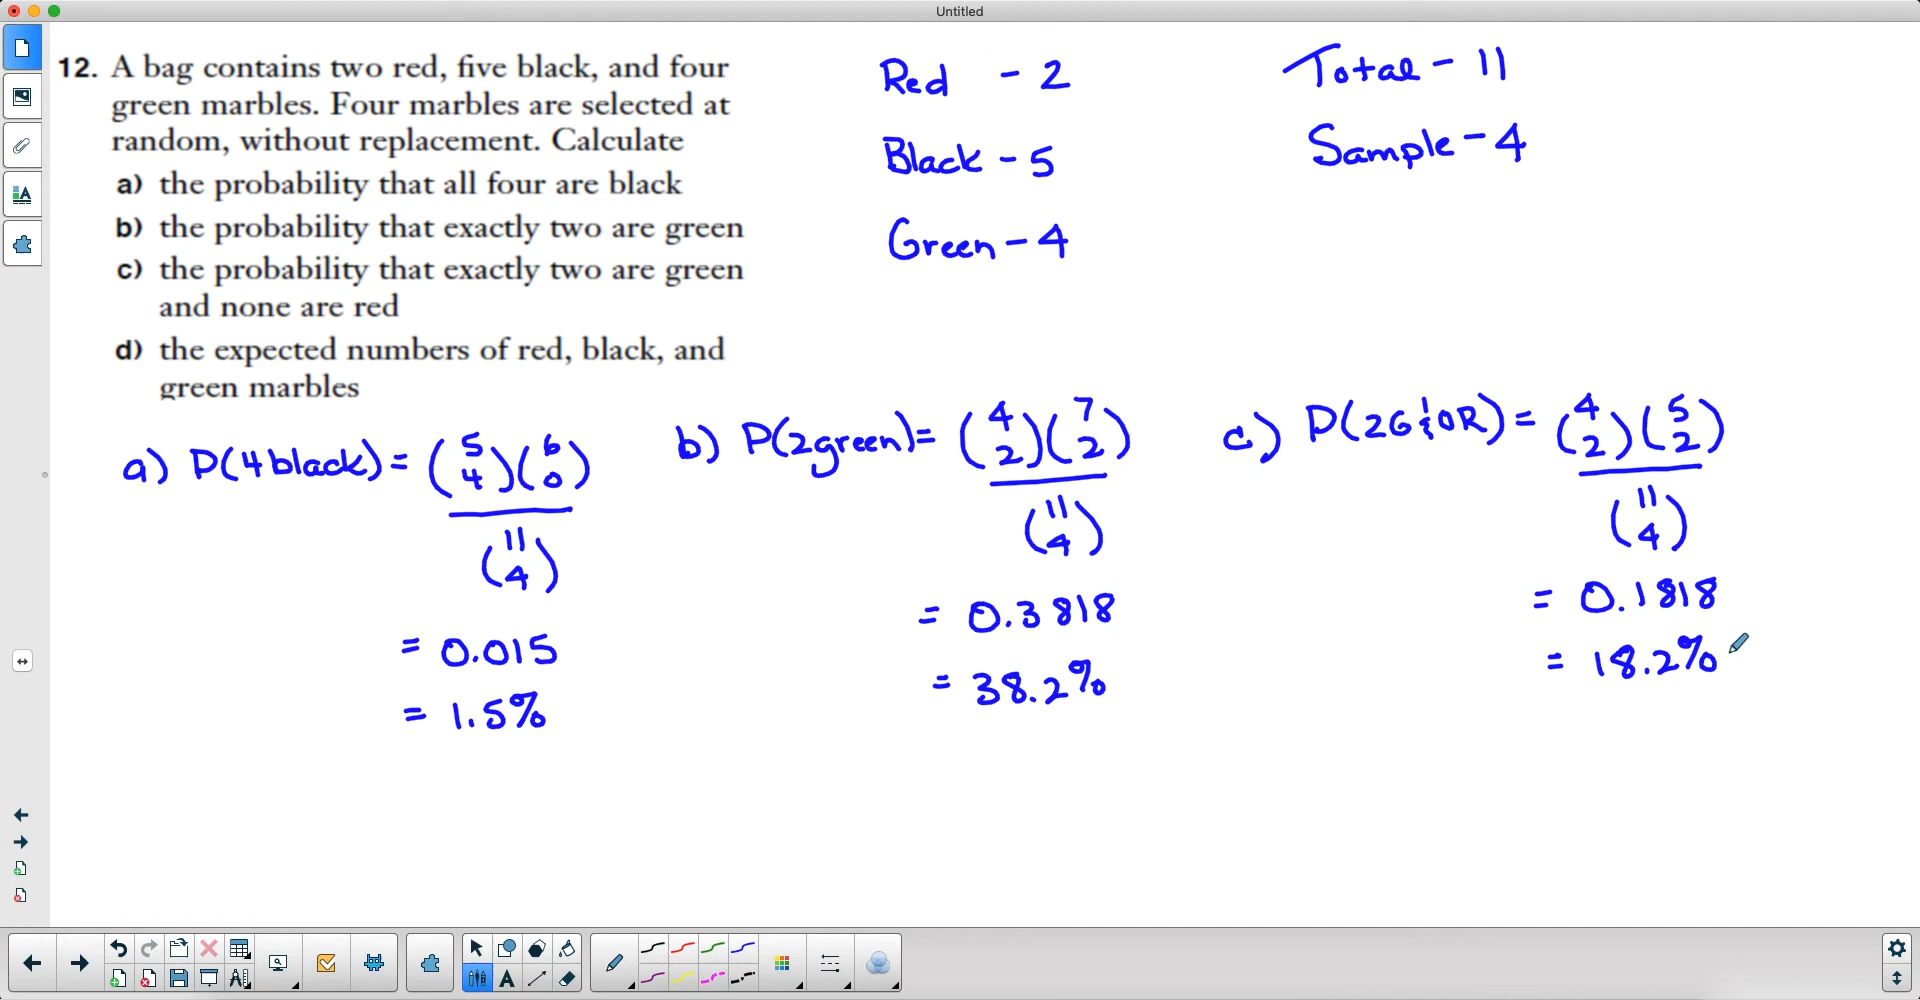 Untitled
12. A bag contains two red, five black, and four
green marbles. Four marbles are selected at
random, without replacement. Calculate
a) the probability that all four are black
b) the probability that exactly two are green
c) the probability that exactly two are green
and none are red
d) the expected numbers of red, black, and
green marbles
Red - 2
Black - 5
Green - 4
Total - 11
Sample - 4
a) P(4 black) = (5 4)(6 0)
(11 4)
= 0.015
= 1.5%
b) P(2 green) = (4 2)(7 2)
(11 4)
= 0.3818
= 38.2%
c) P(2G & 0R) = (4 2)(5 2)
(11 4)
= 0.1818
= 18.2%